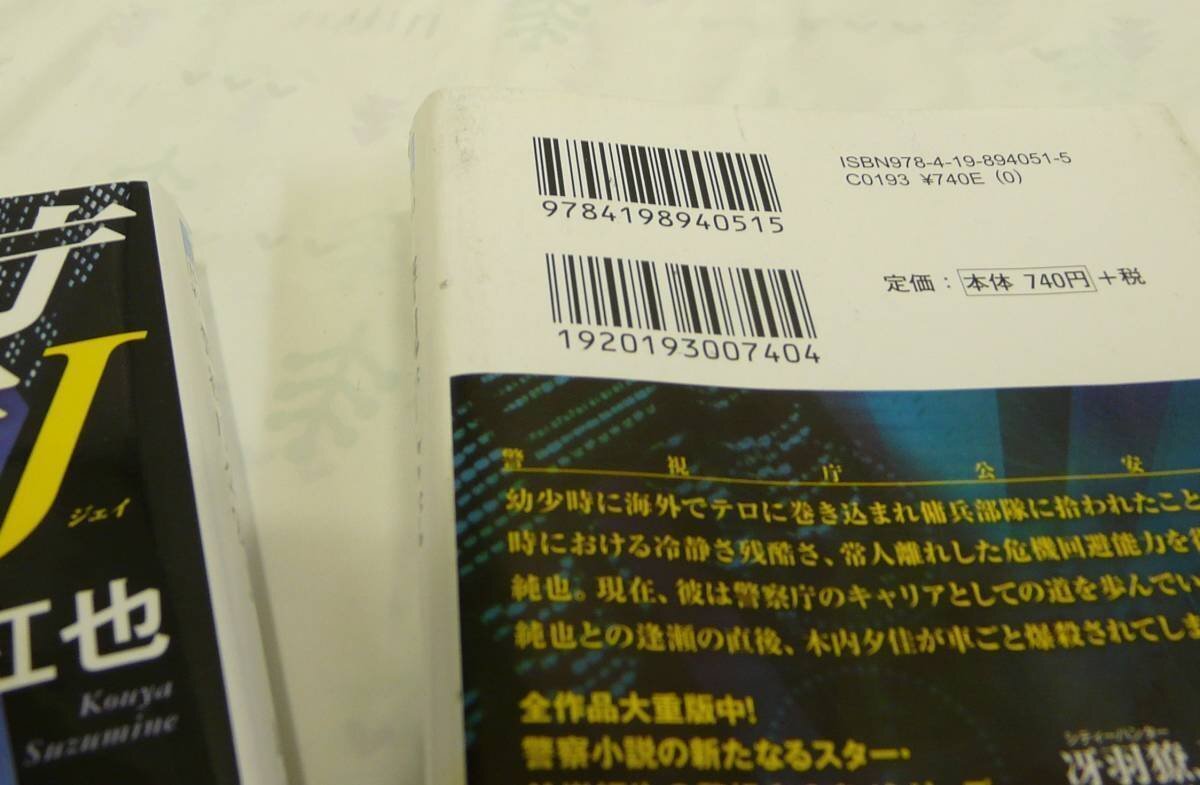 J
ジェイ
也
Kouya
Suzumine
ISBN978-4-19-894051-5
C0193 ¥740E (0)
9784198940515
定価：本体 740円＋税
1920193007404
警視庁公安
幼少時に海外でテロに巻き込まれ傭兵部隊に拾われたこと
時における冷静さ残酷さ、常人離れした危機回避能力を
純也。現在、彼は警察庁のキャリアとしての道を歩んでい
純也との逢瀬の直後、木内夕佳が車ごと爆殺されてしま
全作品大重版中!
警察小説の新たなるスター・
シティーハンター
冴羽獠